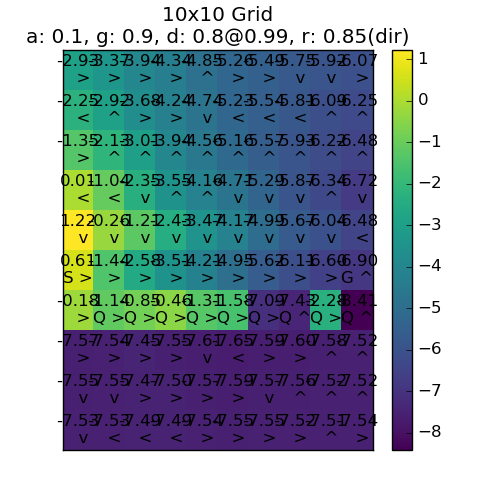 10x10 Grid
a: 0.1, g: 0.9, d: 0.8@0.99, r: 0.85(dir)
-2.93 -3.37 -3.94 -4.34 -4.85 -5.26 -5.49 -5.75 -5.92 -6.07
> > > > ^ > > v v >
-2.25 -2.92 -3.68 -4.24 -4.74 -5.23 -5.54 -5.81 -6.09 -6.25
< ^ > > v < < < ^ ^
-1.35 -2.13 -3.01 -3.94 -4.56 -5.16 -5.57 -5.93 -6.22 -6.48
> ^ ^ ^ ^ ^ ^ ^ ^ ^
0.01 -1.04 -2.35 -3.55 -4.16 -4.71 -5.29 -5.87 -6.34 -6.72
< < v ^ ^ v v v ^ v
1.22 -0.26 -1.21 -2.43 -3.47 -4.17 -4.99 -5.67 -6.04 -6.48
v v v v v v v v v <
0.61 -1.44 -2.58 -3.51 -4.21 -4.95 -5.62 -6.11 -6.60 -6.90
S > > > > > > > > > G ^
-0.18 -1.14 -0.85 -0.46 -1.31 -1.58 -7.09 -7.43 -2.28 -8.41
> Q > Q > Q > Q > Q > Q > Q ^ Q > Q ^
-7.57 -7.54 -7.45 -7.55 -7.61 -7.65 -7.59 -7.60 -7.58 -7.52
> > > > v < > > ^ ^
-7.55 -7.55 -7.47 -7.50 -7.57 -7.59 -7.57 -7.56 -7.52 -7.52
v v > > > > v ^ ^ ^
-7.53 -7.53 -7.49 -7.49 -7.54 -7.55 -7.55 -7.52 -7.51 -7.54
v < < < > > > > ^ >
1
0
−1
−2
−3
−4
−5
−6
−7
−8